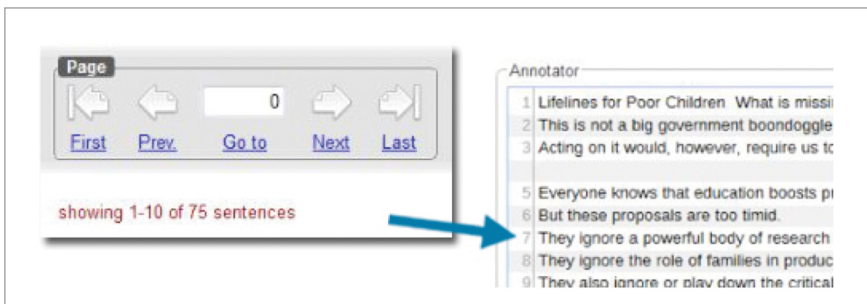 Page
0
First Prev. Go to Next Last
showing 1-10 of 75 sentences
Annotator
1 Lifelines for Poor Children What is
2 This is not a big government boondoggle
3 Acting on it would, however, require us to
5 Everyone knows that education boosts
6 But these proposals are too timid.
7 They ignore a powerful body of research
8 They ignore the role of families in
9 They also ignore or play down the critical